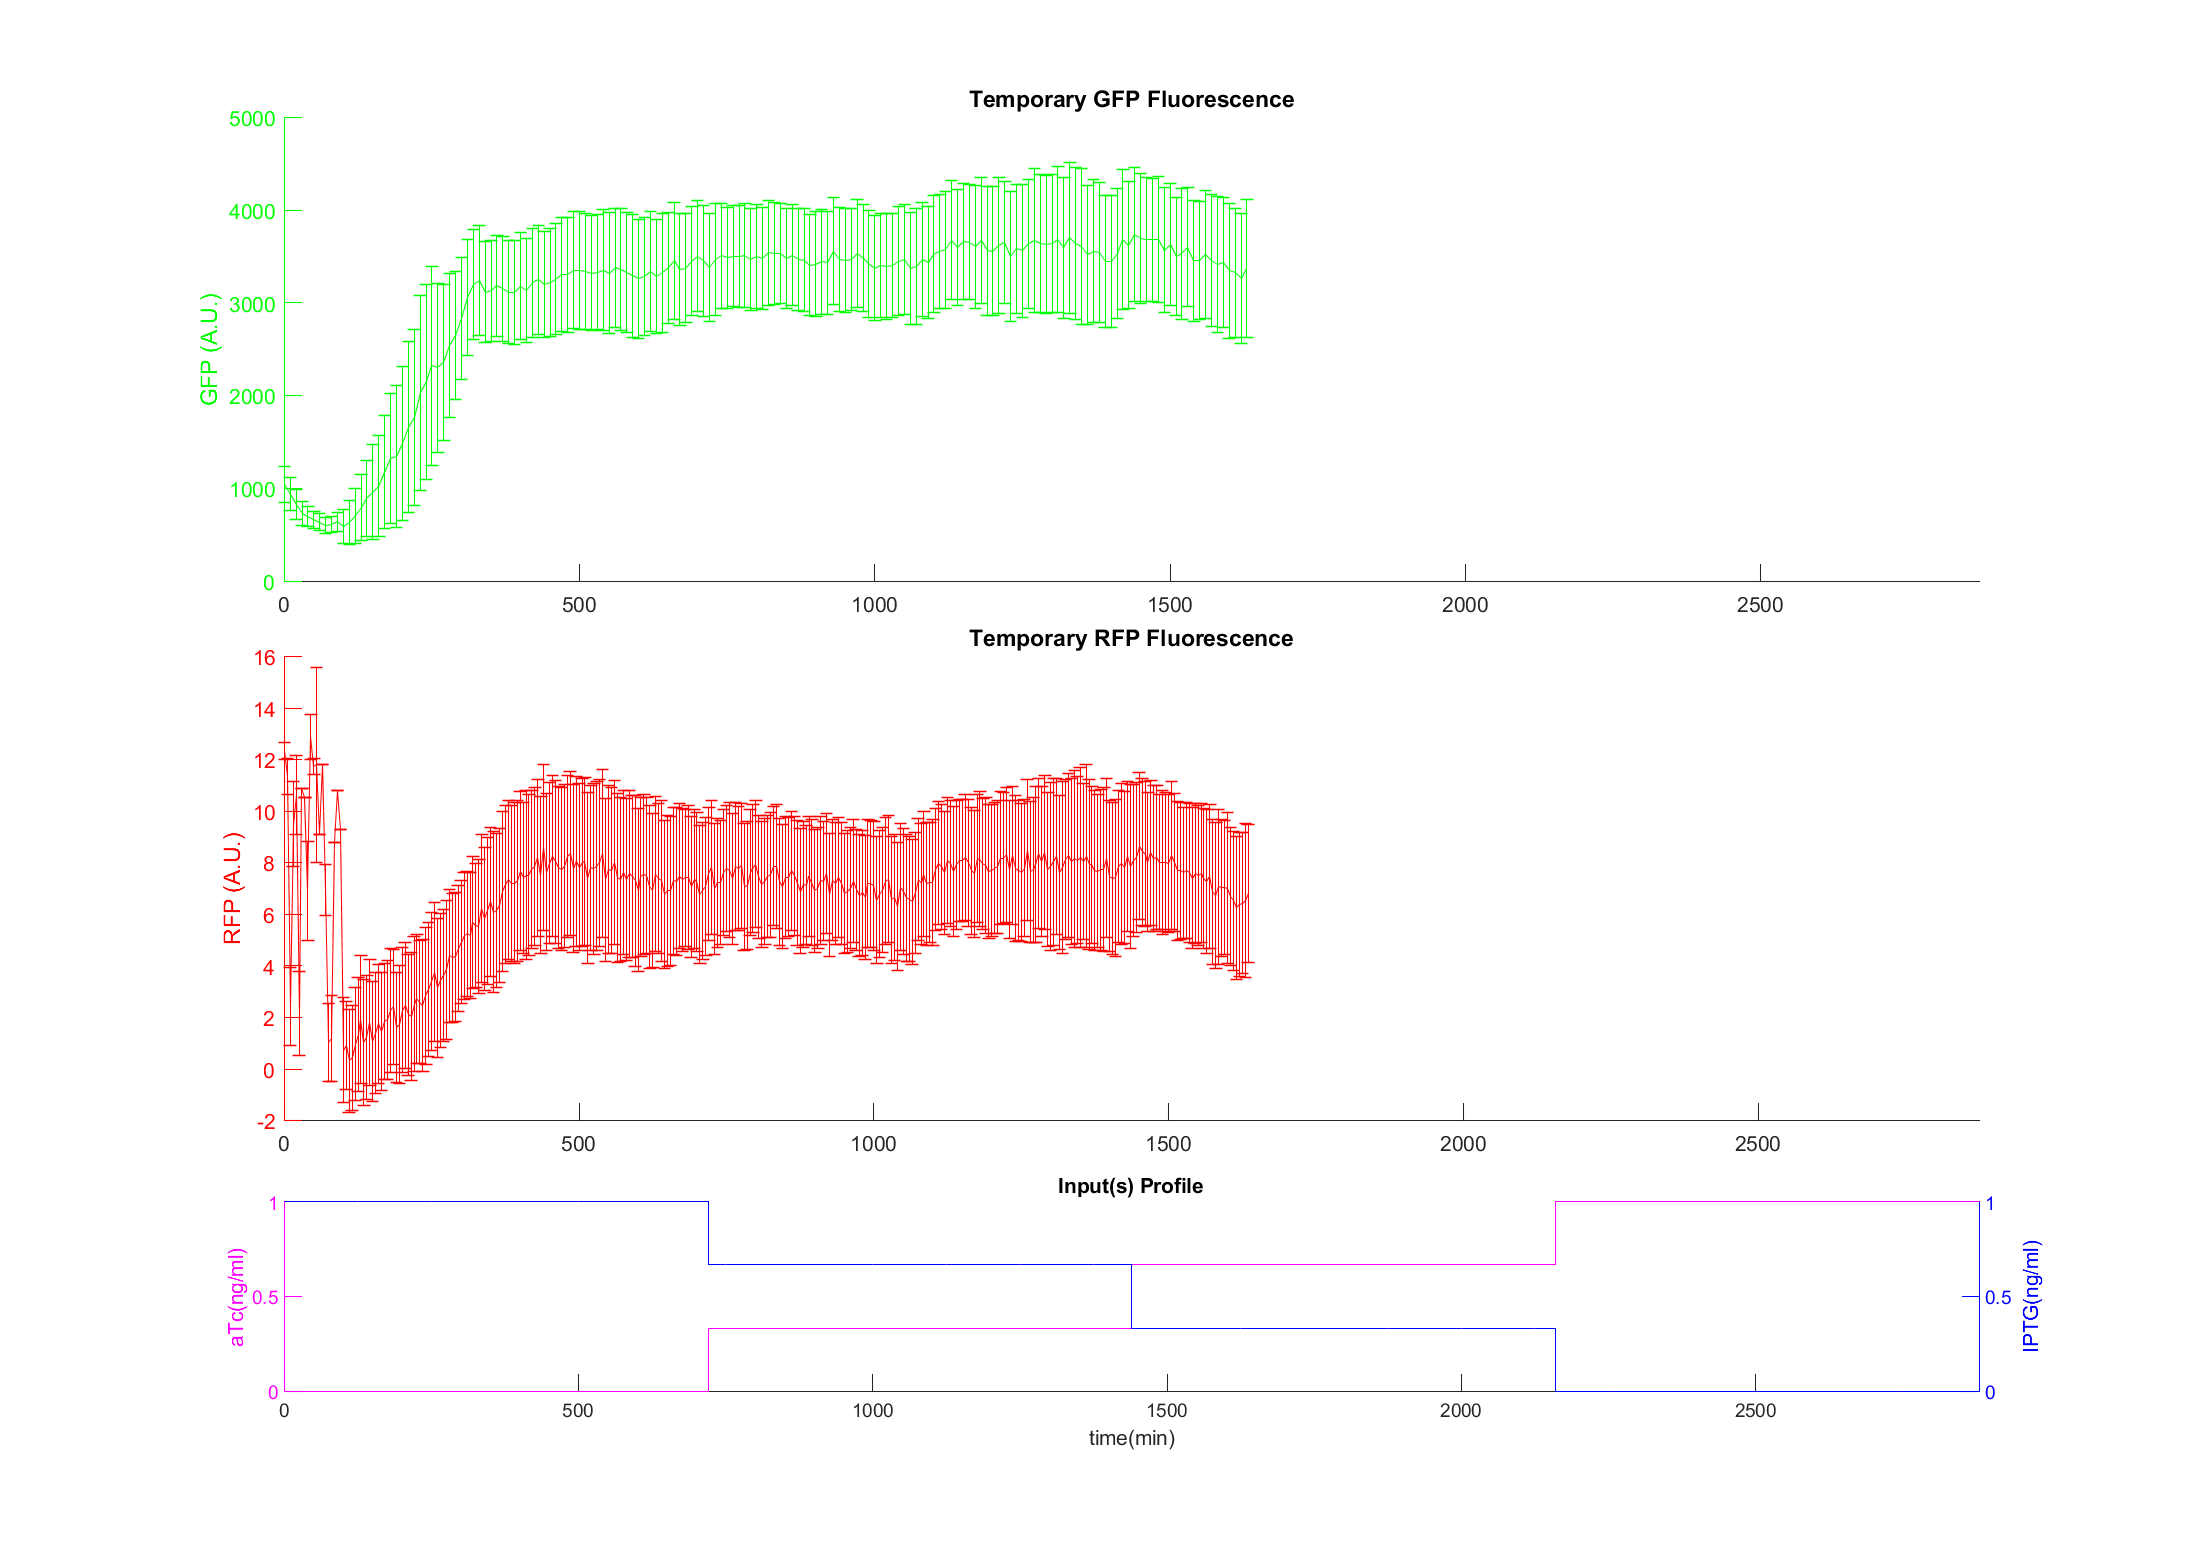 Temporary GFP Fluorescence
5000
4000
3000
2000
1000
0
GFP (A.U.)
0 500 1000 1500 2000 2500
Temporary RFP Fluorescence
16
14
12
10
8
6
4
2
0
-2
RFP (A.U.)
0 500 1000 1500 2000 2500
Input(s) Profile
1
0.5
0
aTc(ng/ml)
1
0.5
0
IPTG(ng/ml)
0 500 1000 1500 2000 2500
time(min)